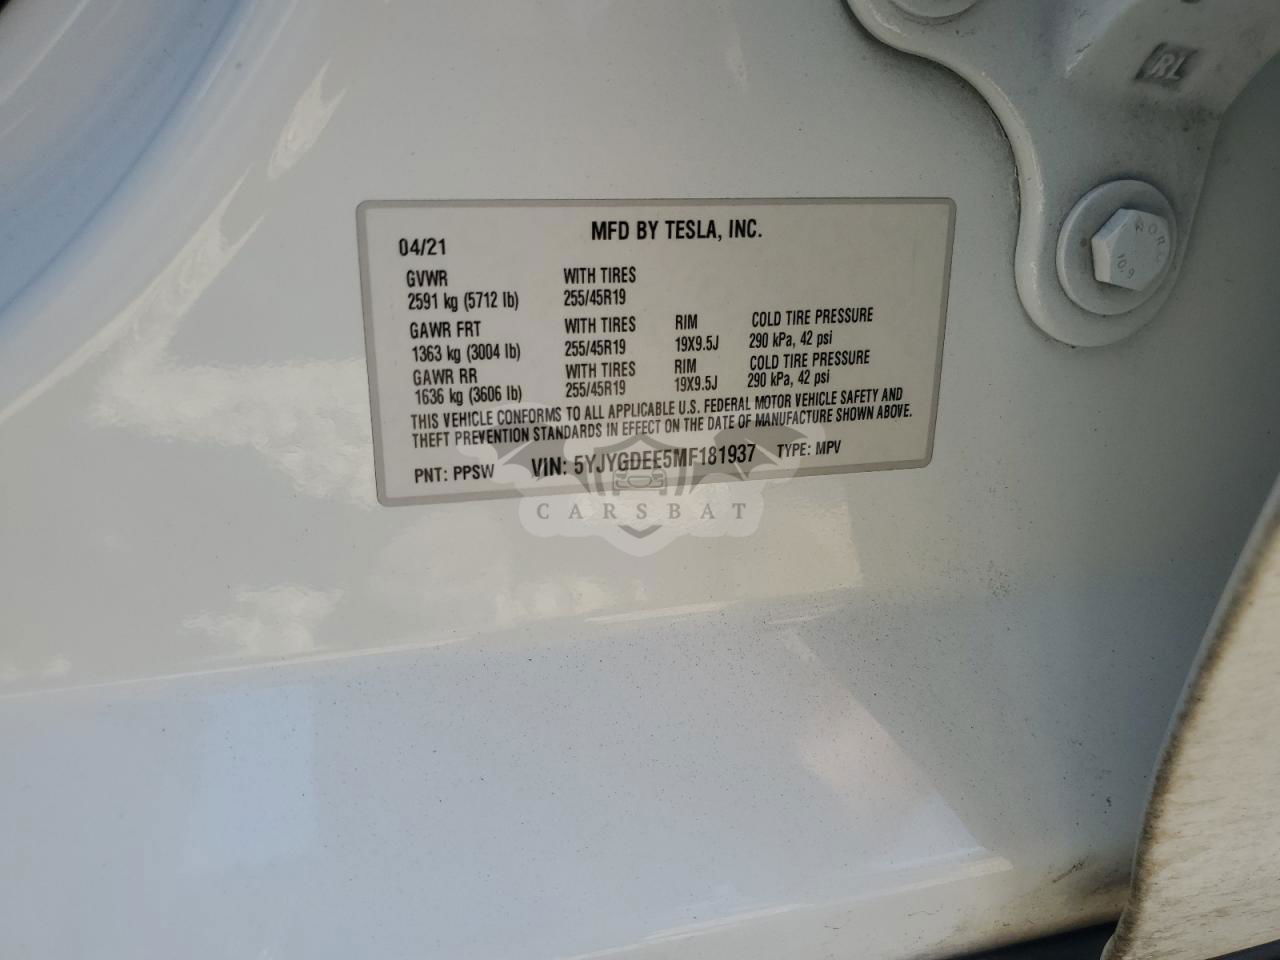 RL
MFD BY TESLA, INC.
04/21
GVWR WITH TIRES
2591 kg (5712 lb) 255/45R19
GAWR FRT WITH TIRES RIM COLD TIRE PRESSURE
1363 kg (3004 lb) 255/45R19 19X9.5J 290 kPa, 42 psi
GAWR RR WITH TIRES RIM COLD TIRE PRESSURE
1636 kg (3606 lb) 255/45R19 19X9.5J 290 kPa, 42 psi
THIS VEHICLE CONFORMS TO ALL APPLICABLE U.S. FEDERAL MOTOR VEHICLE SAFETY AND
THEFT PREVENTION STANDARDS IN EFFECT ON THE DATE OF MANUFACTURE SHOWN ABOVE.
PNT: PPSW VIN: 5YJYGDEE5MF181937 TYPE: MPV
CARSBAT
10.9